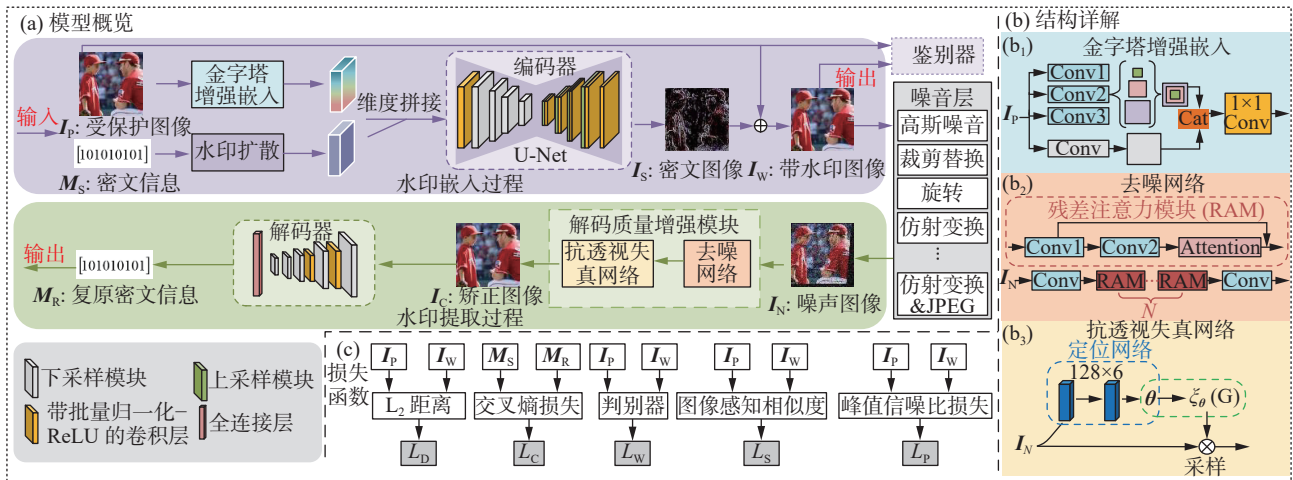 (a) 模型概览
输入
I_P: 受保护图像
[101010101]
M_S: 密文信息
金字塔
增强嵌入
水印扩散
维度拼接
编码器
U-Net
水印嵌入过程
I_S: 密文图像
I_W: 带水印图像
输出
鉴别器
噪音层
高斯噪音
裁剪替换
旋转
仿射变换
⋮
仿射变换
&JPEG
输出
[101010101]
M_R: 复原密文信息
解码器
I_C: 矫正图像
水印提取过程
解码质量增强模块
抗透视失
真网络
去噪
网络
I_N: 噪声图像
下采样模块
带批量归一化−
ReLU 的卷积层
上采样模块
全连接层
(c)
损失
函数
I_P I_W M_S M_R I_P I_W I_P I_W I_P I_W
L₂ 距离 交叉熵损失 判别器 图像感知相似度 峰值信噪比损失
L_D L_C L_W L_S L_P
(b) 结构详解
(b₁)
金字塔增强嵌入
I_P
Conv1
Conv2
Conv3
Conv
Cat
1×1
Conv
(b₂)
去噪网络
残差注意力模块 (RAM)
Conv1 Conv2 Attention
I_N Conv RAM ··· RAM Conv
N
(b₃)
抗透视失真网络
定位网络
128×6
θ ξ_θ (G)
I_N
采样